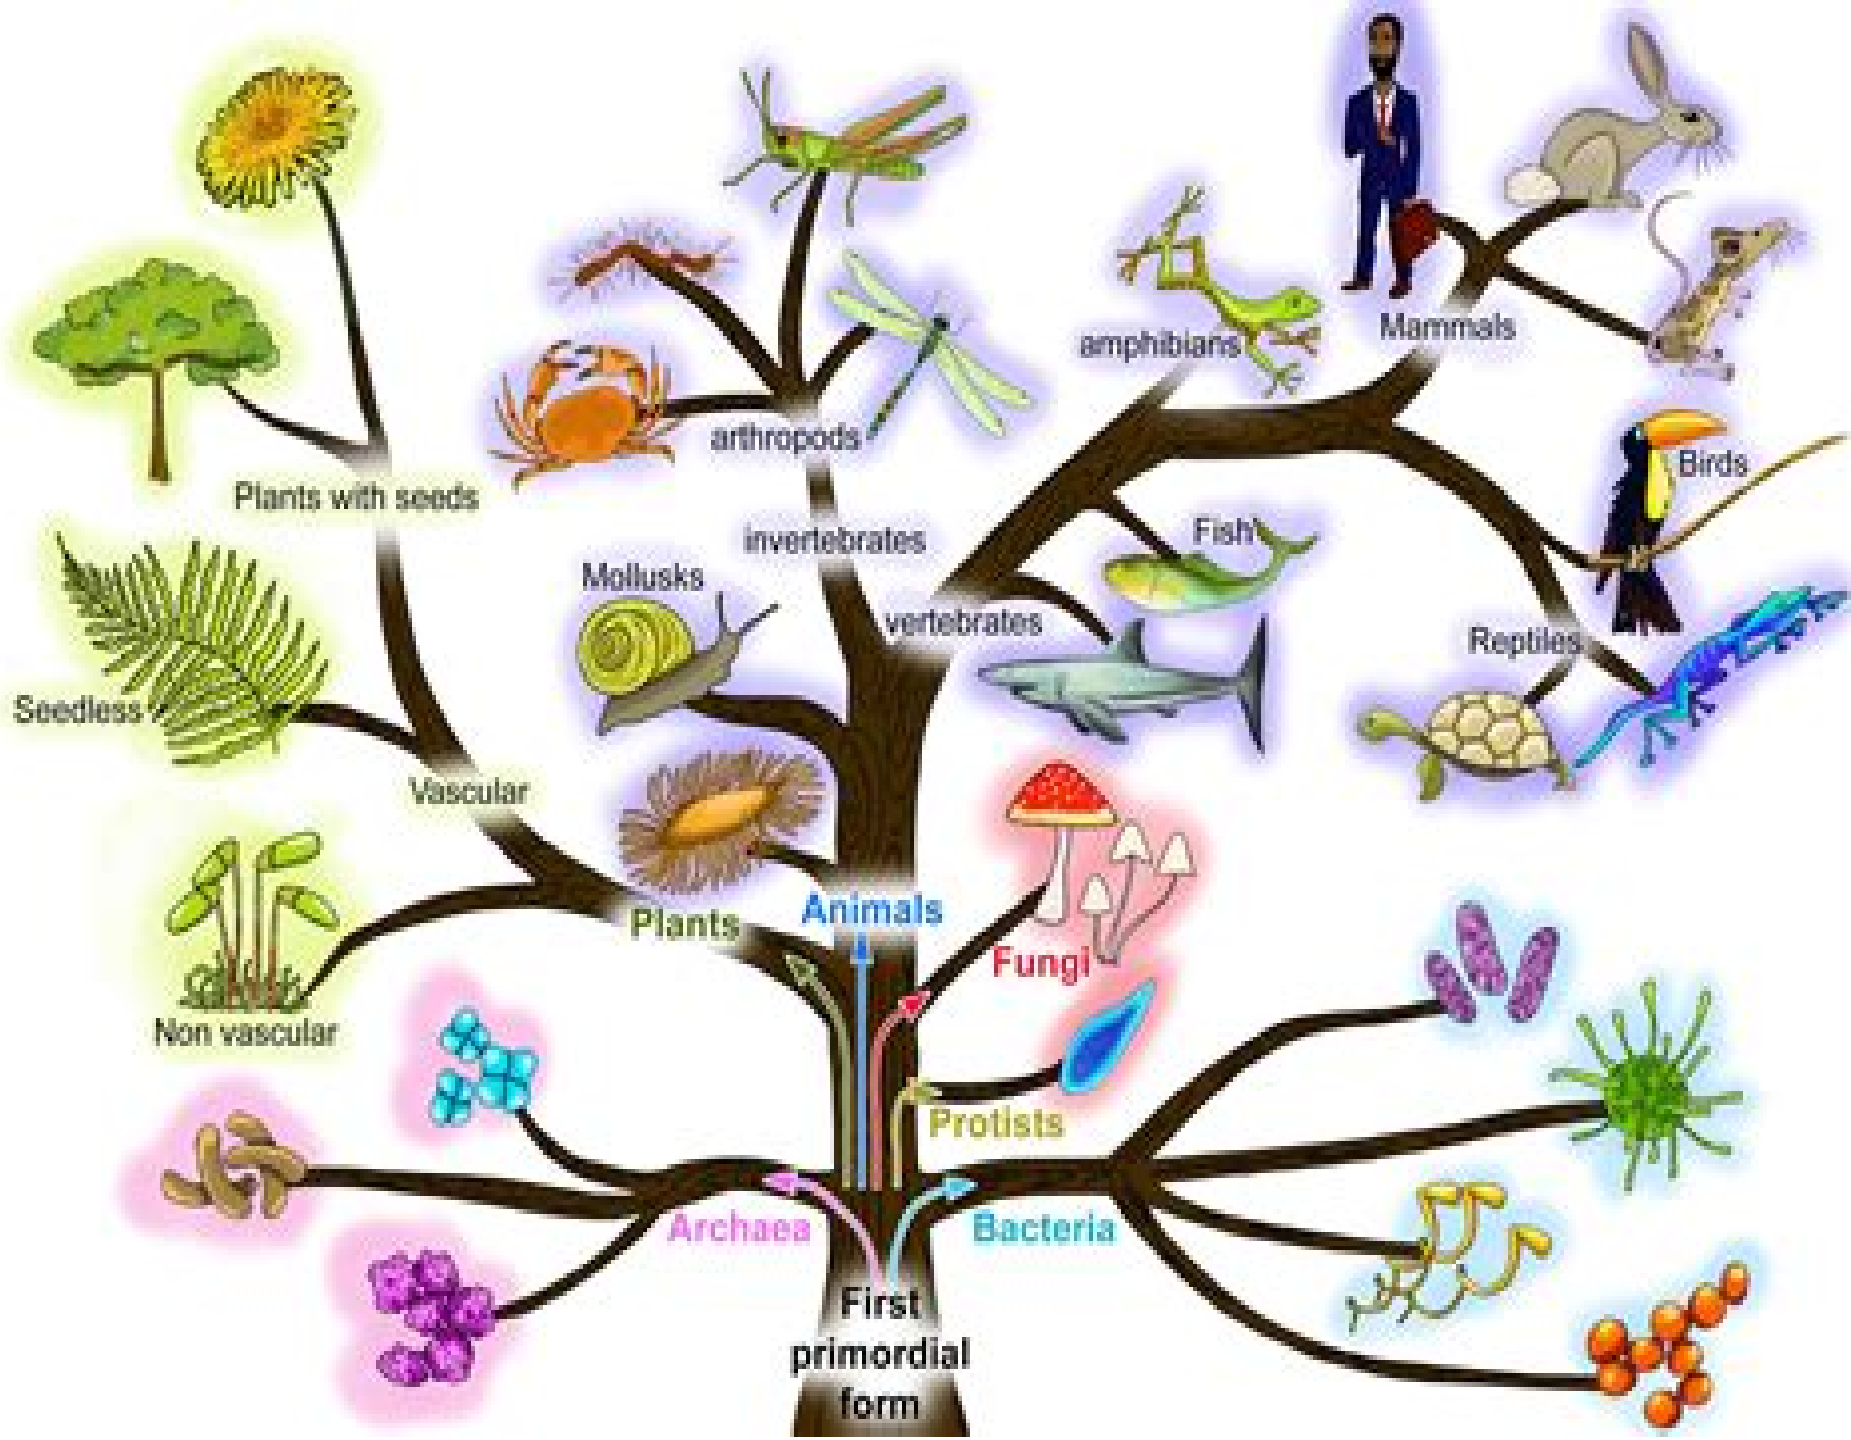 amphibians
Mammals
arthropods
Birds
Plants with seeds
Fish
invertebrates
Mollusks
vertebrates
Reptiles
Seedless
Vascular
Plants
Animals
Fungi
Non vascular
Protists
Archaea
Bacteria
First
primordial
form